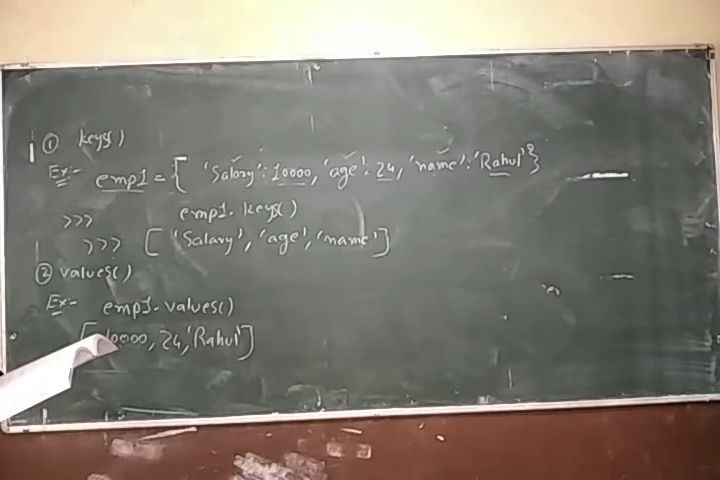 ① keys()
Ex:- emp1 = { 'Salary': 10000, 'age': 24, 'name': 'Rahul' }
>>> emp1.keys()
>>> [ 'Salary', 'age', 'name' ]
② values()
Ex:- emp1.values()
[10000, 24, 'Rahul']